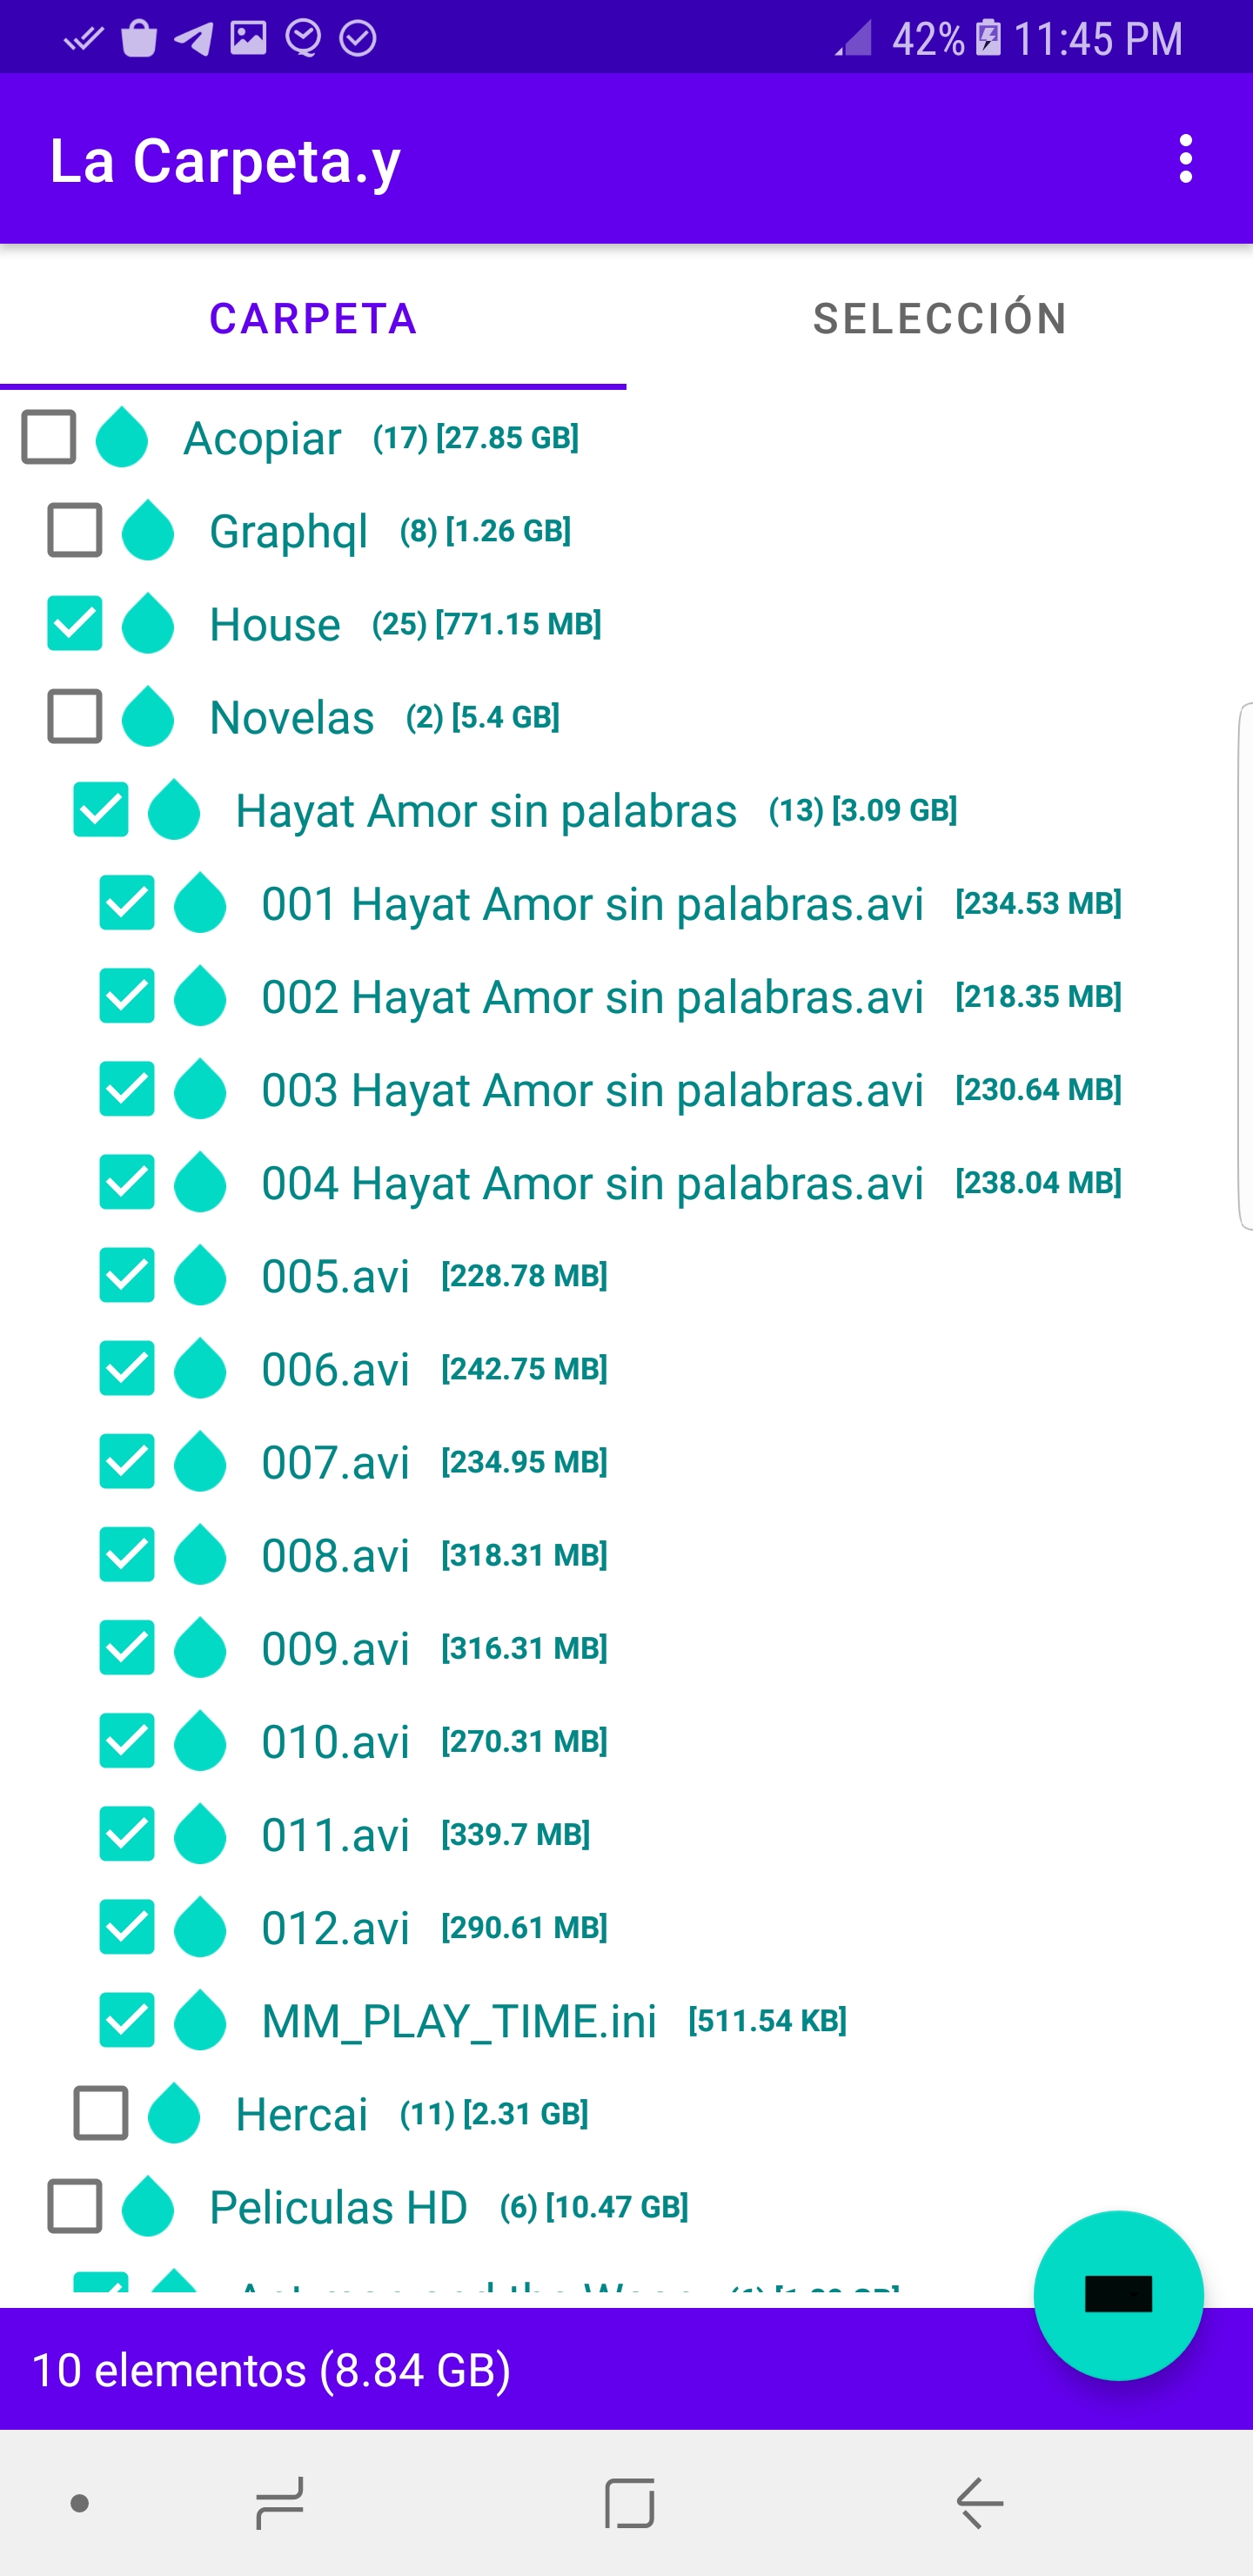 42% 11:45 PM
La Carpeta.y
CARPETA SELECCIÓN
Acopiar (17) [27.85 GB]
Graphql (8) [1.26 GB]
House (25) [771.15 MB]
Novelas (2) [5.4 GB]
Hayat Amor sin palabras (13) [3.09 GB]
001 Hayat Amor sin palabras.avi [234.53 MB]
002 Hayat Amor sin palabras.avi [218.35 MB]
003 Hayat Amor sin palabras.avi [230.64 MB]
004 Hayat Amor sin palabras.avi [238.04 MB]
005.avi [228.78 MB]
006.avi [242.75 MB]
007.avi [234.95 MB]
008.avi [318.31 MB]
009.avi [316.31 MB]
010.avi [270.31 MB]
011.avi [339.7 MB]
012.avi [290.61 MB]
MM_PLAY_TIME.ini [511.54 KB]
Hercai (11) [2.31 GB]
Peliculas HD (6) [10.47 GB]
and the
10 elementos (8.84 GB)